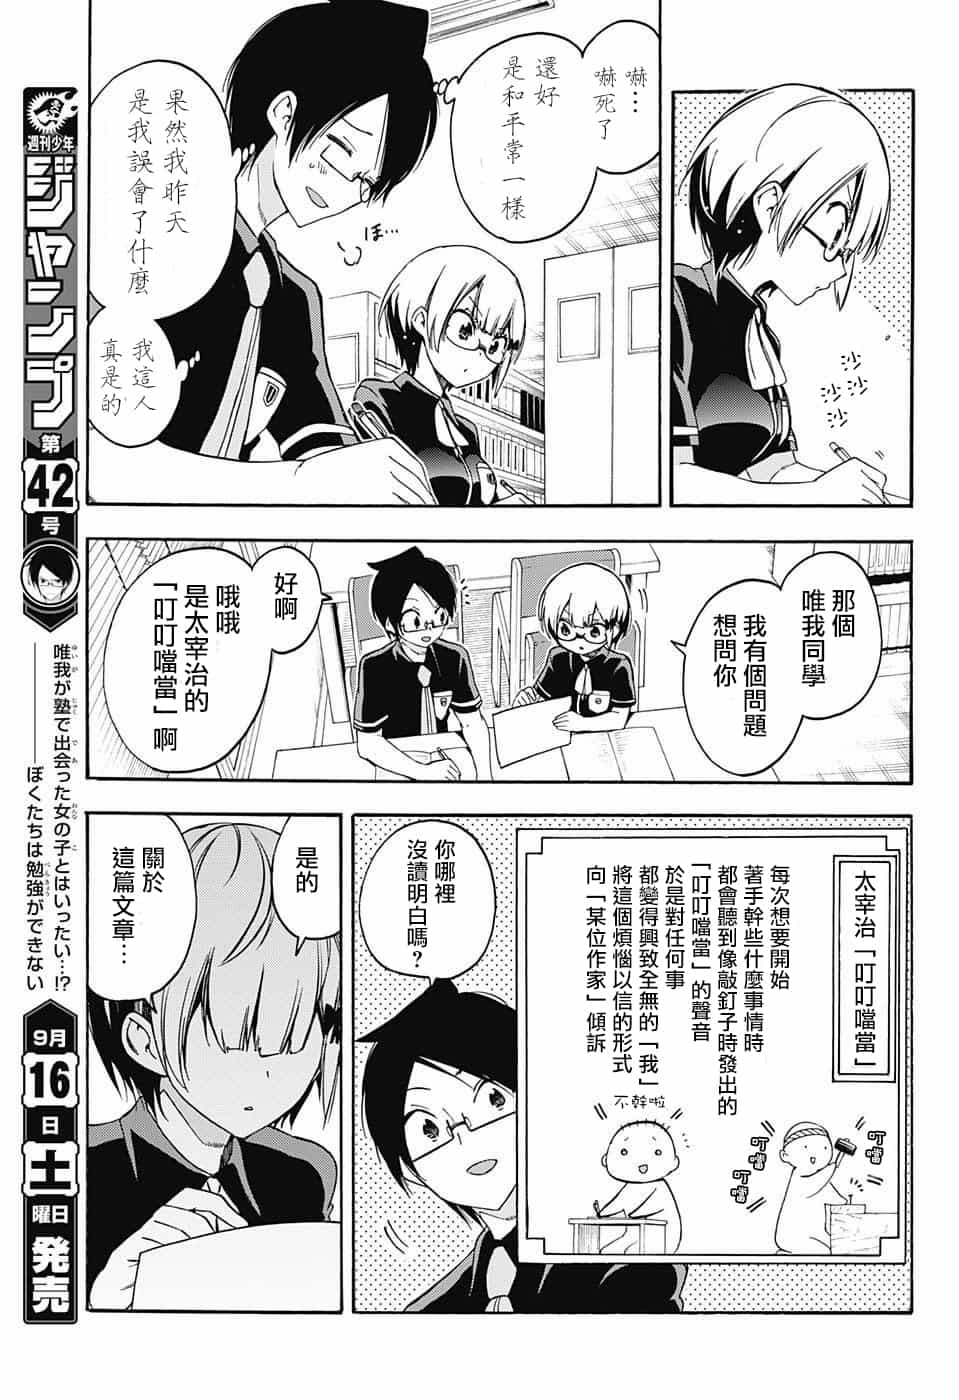 沙
沙
沙
嚇…
嚇死了
還好
是和平常一樣
ほ…
果然我昨天
是我誤會了什麼
我這人
真是的
那個
唯我同學
我有個問題
想問你
好啊
哦哦
是太宰治的
「叮叮噹當」啊
太宰治「叮叮噹當」
每次想要開始
著手幹些什麼事情時
都會聽到像敲釘子時發出的
「叮叮噹當」的聲音
於是對任何事
都變得興致全無的「我」
將這個煩惱以信的形式
向「某位作家」傾訴
叮噹
叮噹
叮噹
不幹啦
你哪裡
沒讀明白嗎？
是的
關於
這篇文章…
週刊少年
ジャンプ
第
42
号
唯我が塾で出会った女の子とはいったい…!?
――ぼくたちは勉強ができない
9月
16
日
土
曜日
発売